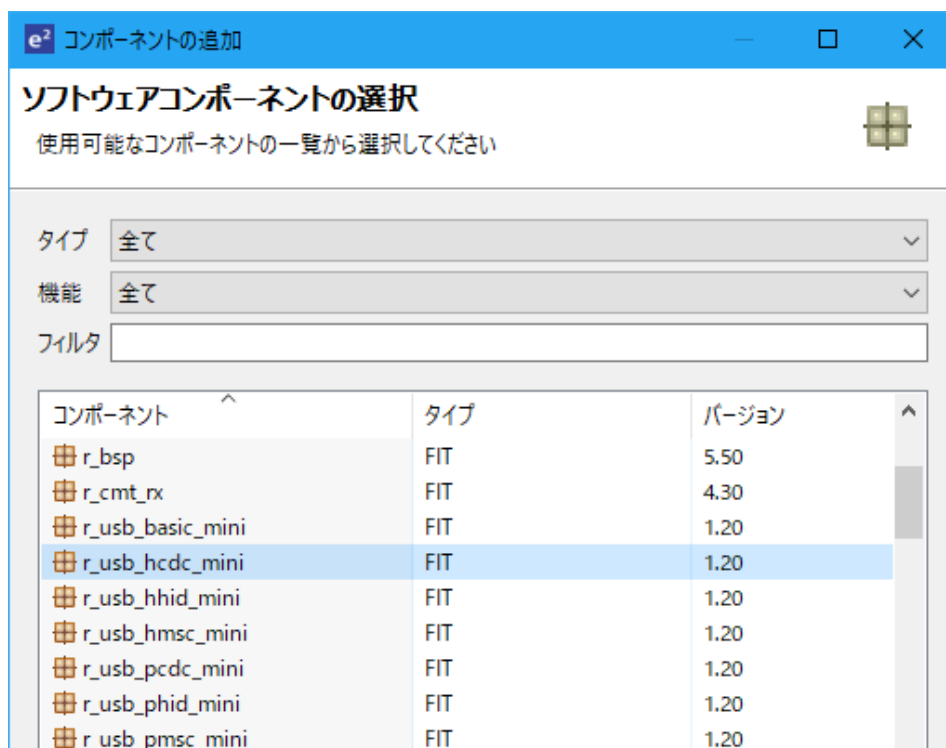 e² コンポーネントの追加
ソフトウェアコンポーネントの選択
使用可能なコンポーネントの一覧から選択してください
タイプ 全て
機能 全て
フィルタ
コンポーネント タイプ バージョン
r_bsp FIT 5.50
r_cmt_rx FIT 4.30
r_usb_basic_mini FIT 1.20
r_usb_hcdc_mini FIT 1.20
r_usb_hhid_mini FIT 1.20
r_usb_hmsc_mini FIT 1.20
r_usb_pcdc_mini FIT 1.20
r_usb_phid_mini FIT 1.20
r_usb_pmsc_mini FIT 1.20